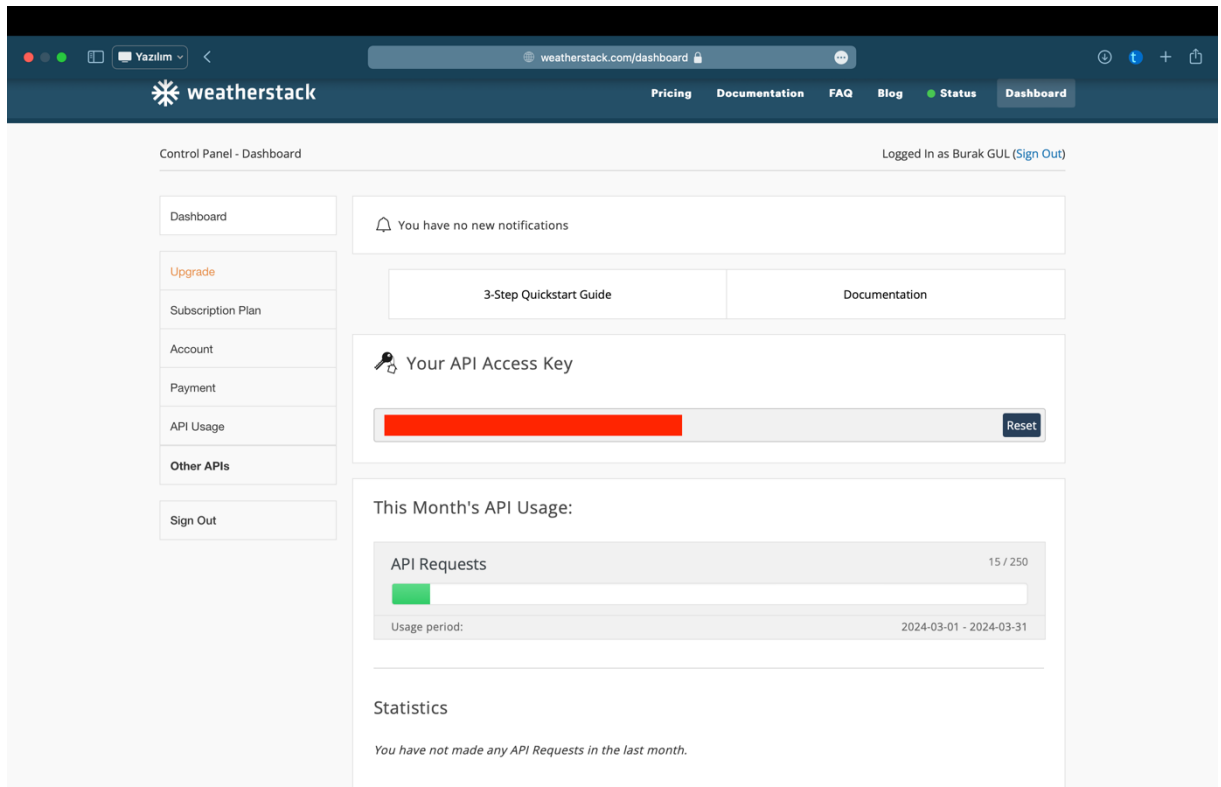 Yazılım
weatherstack.com/dashboard
t
weatherstack
Pricing Documentation FAQ Blog Status Dashboard
Control Panel - Dashboard
Logged In as Burak GUL (Sign Out)
Dashboard
Upgrade
Subscription Plan
Account
Payment
API Usage
Other APIs
Sign Out
You have no new notifications
3-Step Quickstart Guide
Documentation
Your API Access Key
Reset
This Month's API Usage:
API Requests
15 / 250
Usage period:
2024-03-01 - 2024-03-31
Statistics
You have not made any API Requests in the last month.